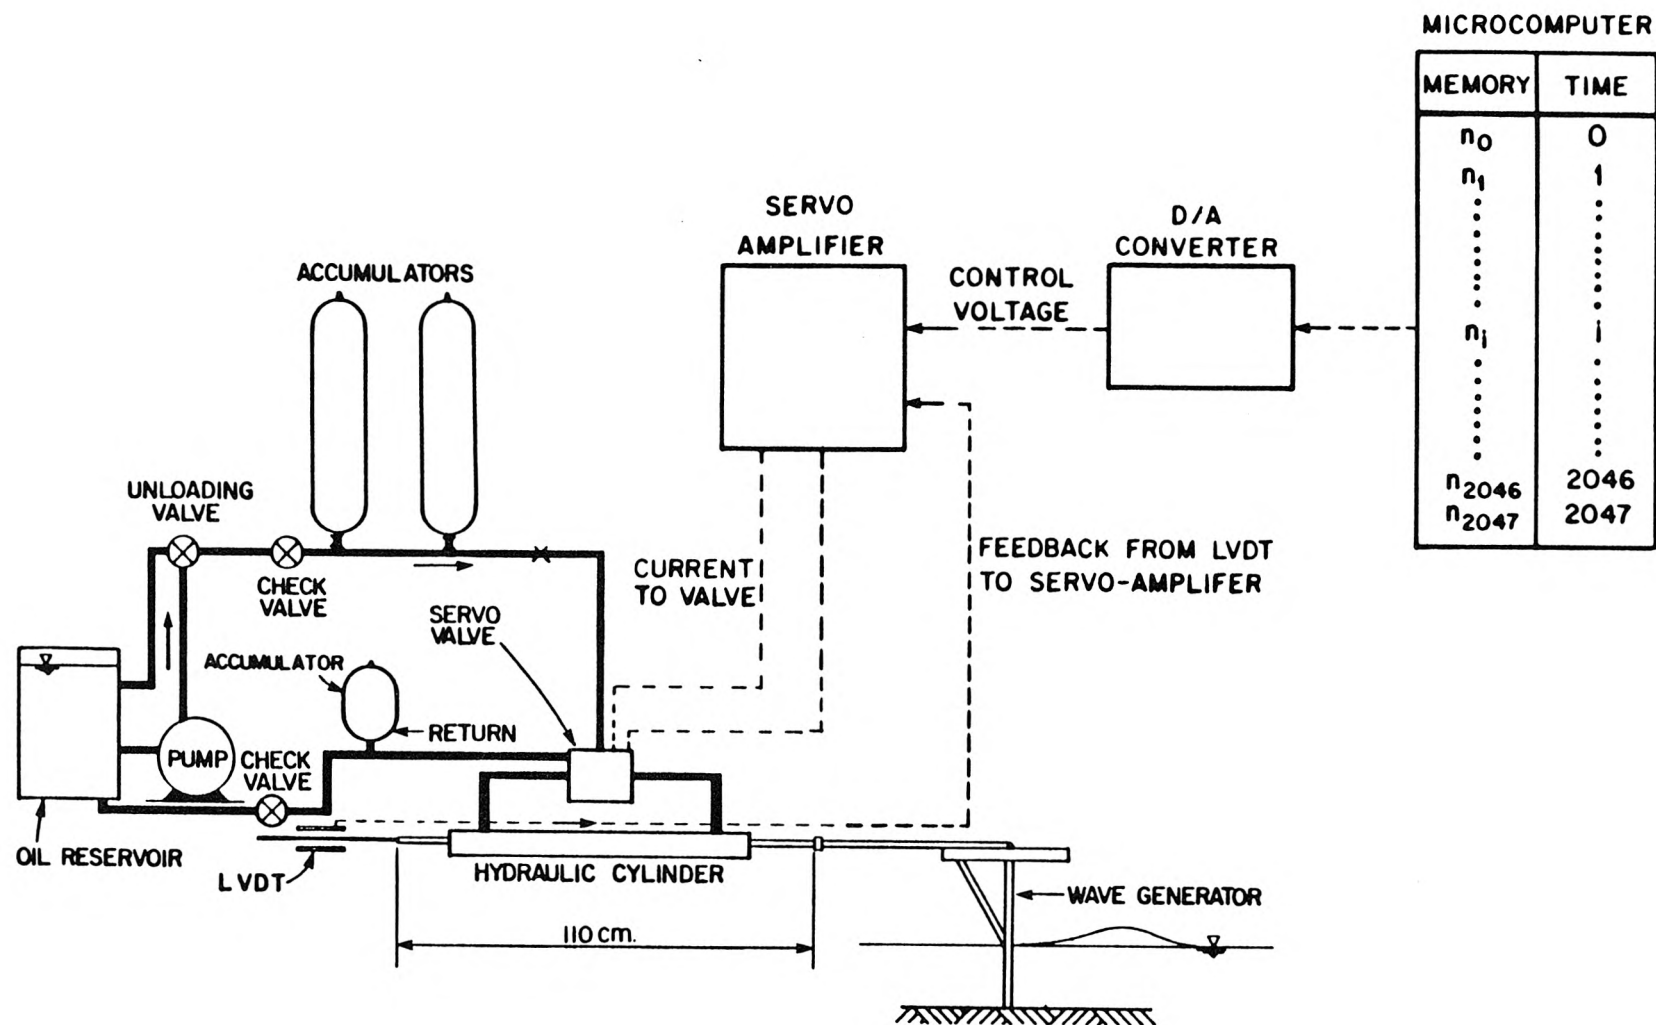 MICROCOMPUTER
MEMORY TIME
n0 0
n1 1
ni i
n2046 2046
n2047 2047
SERVO
AMPLIFIER
D/A
CONVERTER
CONTROL
VOLTAGE
ACCUMULATORS
UNLOADING
VALVE
CHECK
VALVE
CURRENT
TO VALVE
FEEDBACK FROM LVDT
TO SERVO-AMPLIFER
SERVO
VALVE
ACCUMULATOR
RETURN
PUMP
CHECK
VALVE
OIL RESERVOIR
LVDT
HYDRAULIC CYLINDER
WAVE GENERATOR
110 cm.